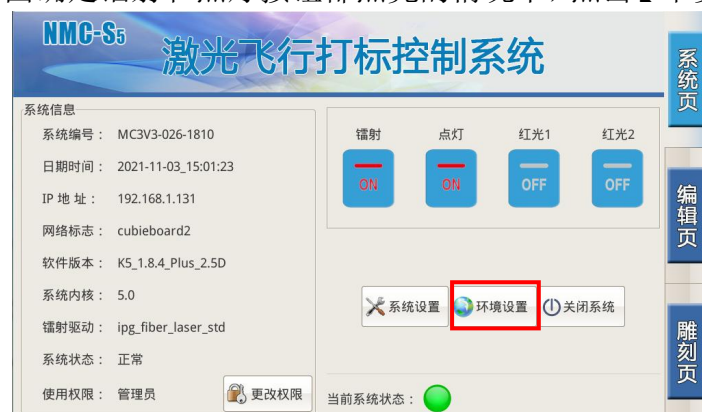 NMC-S5
激光飞行打标控制系统
系统信息
系统编号： MC3V3-026-1810
日期时间： 2021-11-03_15:01:23
IP 地 址： 192.168.1.131
网络标志： cubieboard2
软件版本： K5_1.8.4_Plus_2.5D
系统内核： 5.0
镭射驱动： ipg_fiber_laser_std
系统状态： 正常
使用权限： 管理员
更改权限
镭射 点灯 红光1 红光2
ON ON OFF OFF
系统设置 环境设置 关闭系统
当前系统状态：
系统页
编辑页
雕刻页